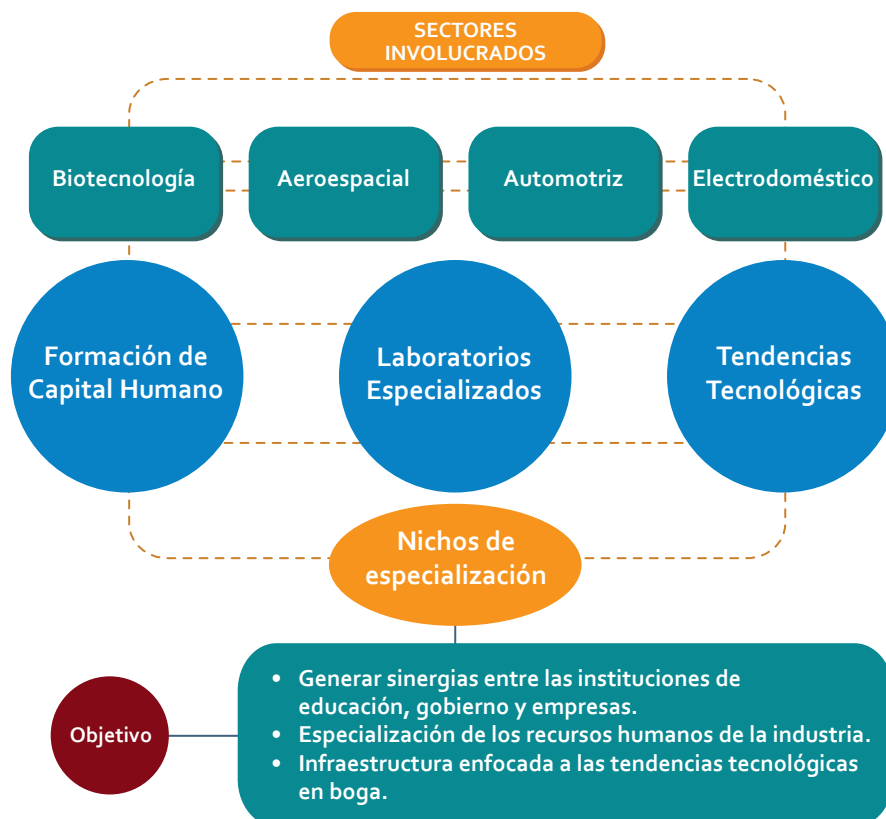 SECTORES
INVOLUCRADOS
Biotecnología
Aeroespacial
Automotriz
Electrodoméstico
Formación de
Capital Humano
Laboratorios
Especializados
Tendencias
Tecnológicas
Nichos de
especialización
Objetivo
• Generar sinergias entre las instituciones de
educación, gobierno y empresas.
• Especialización de los recursos humanos de la industria.
• Infraestructura enfocada a las tendencias tecnológicas
en boga.